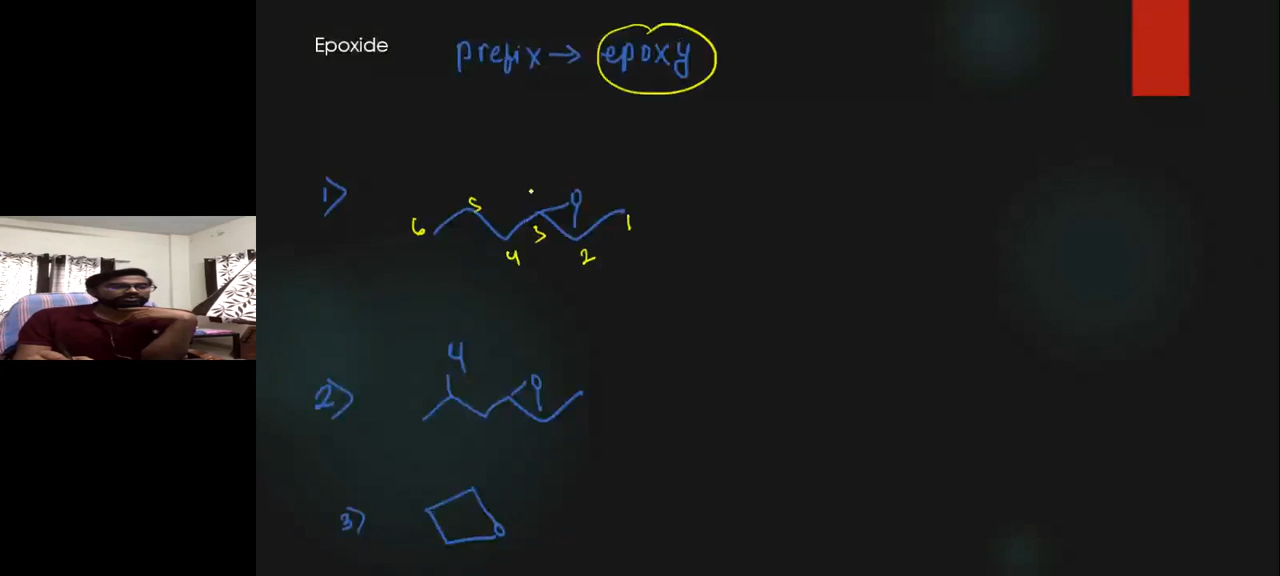 Epoxide prefix → epoxy
1)
O
6 5 4 3 2 1
4
2) O
3) O